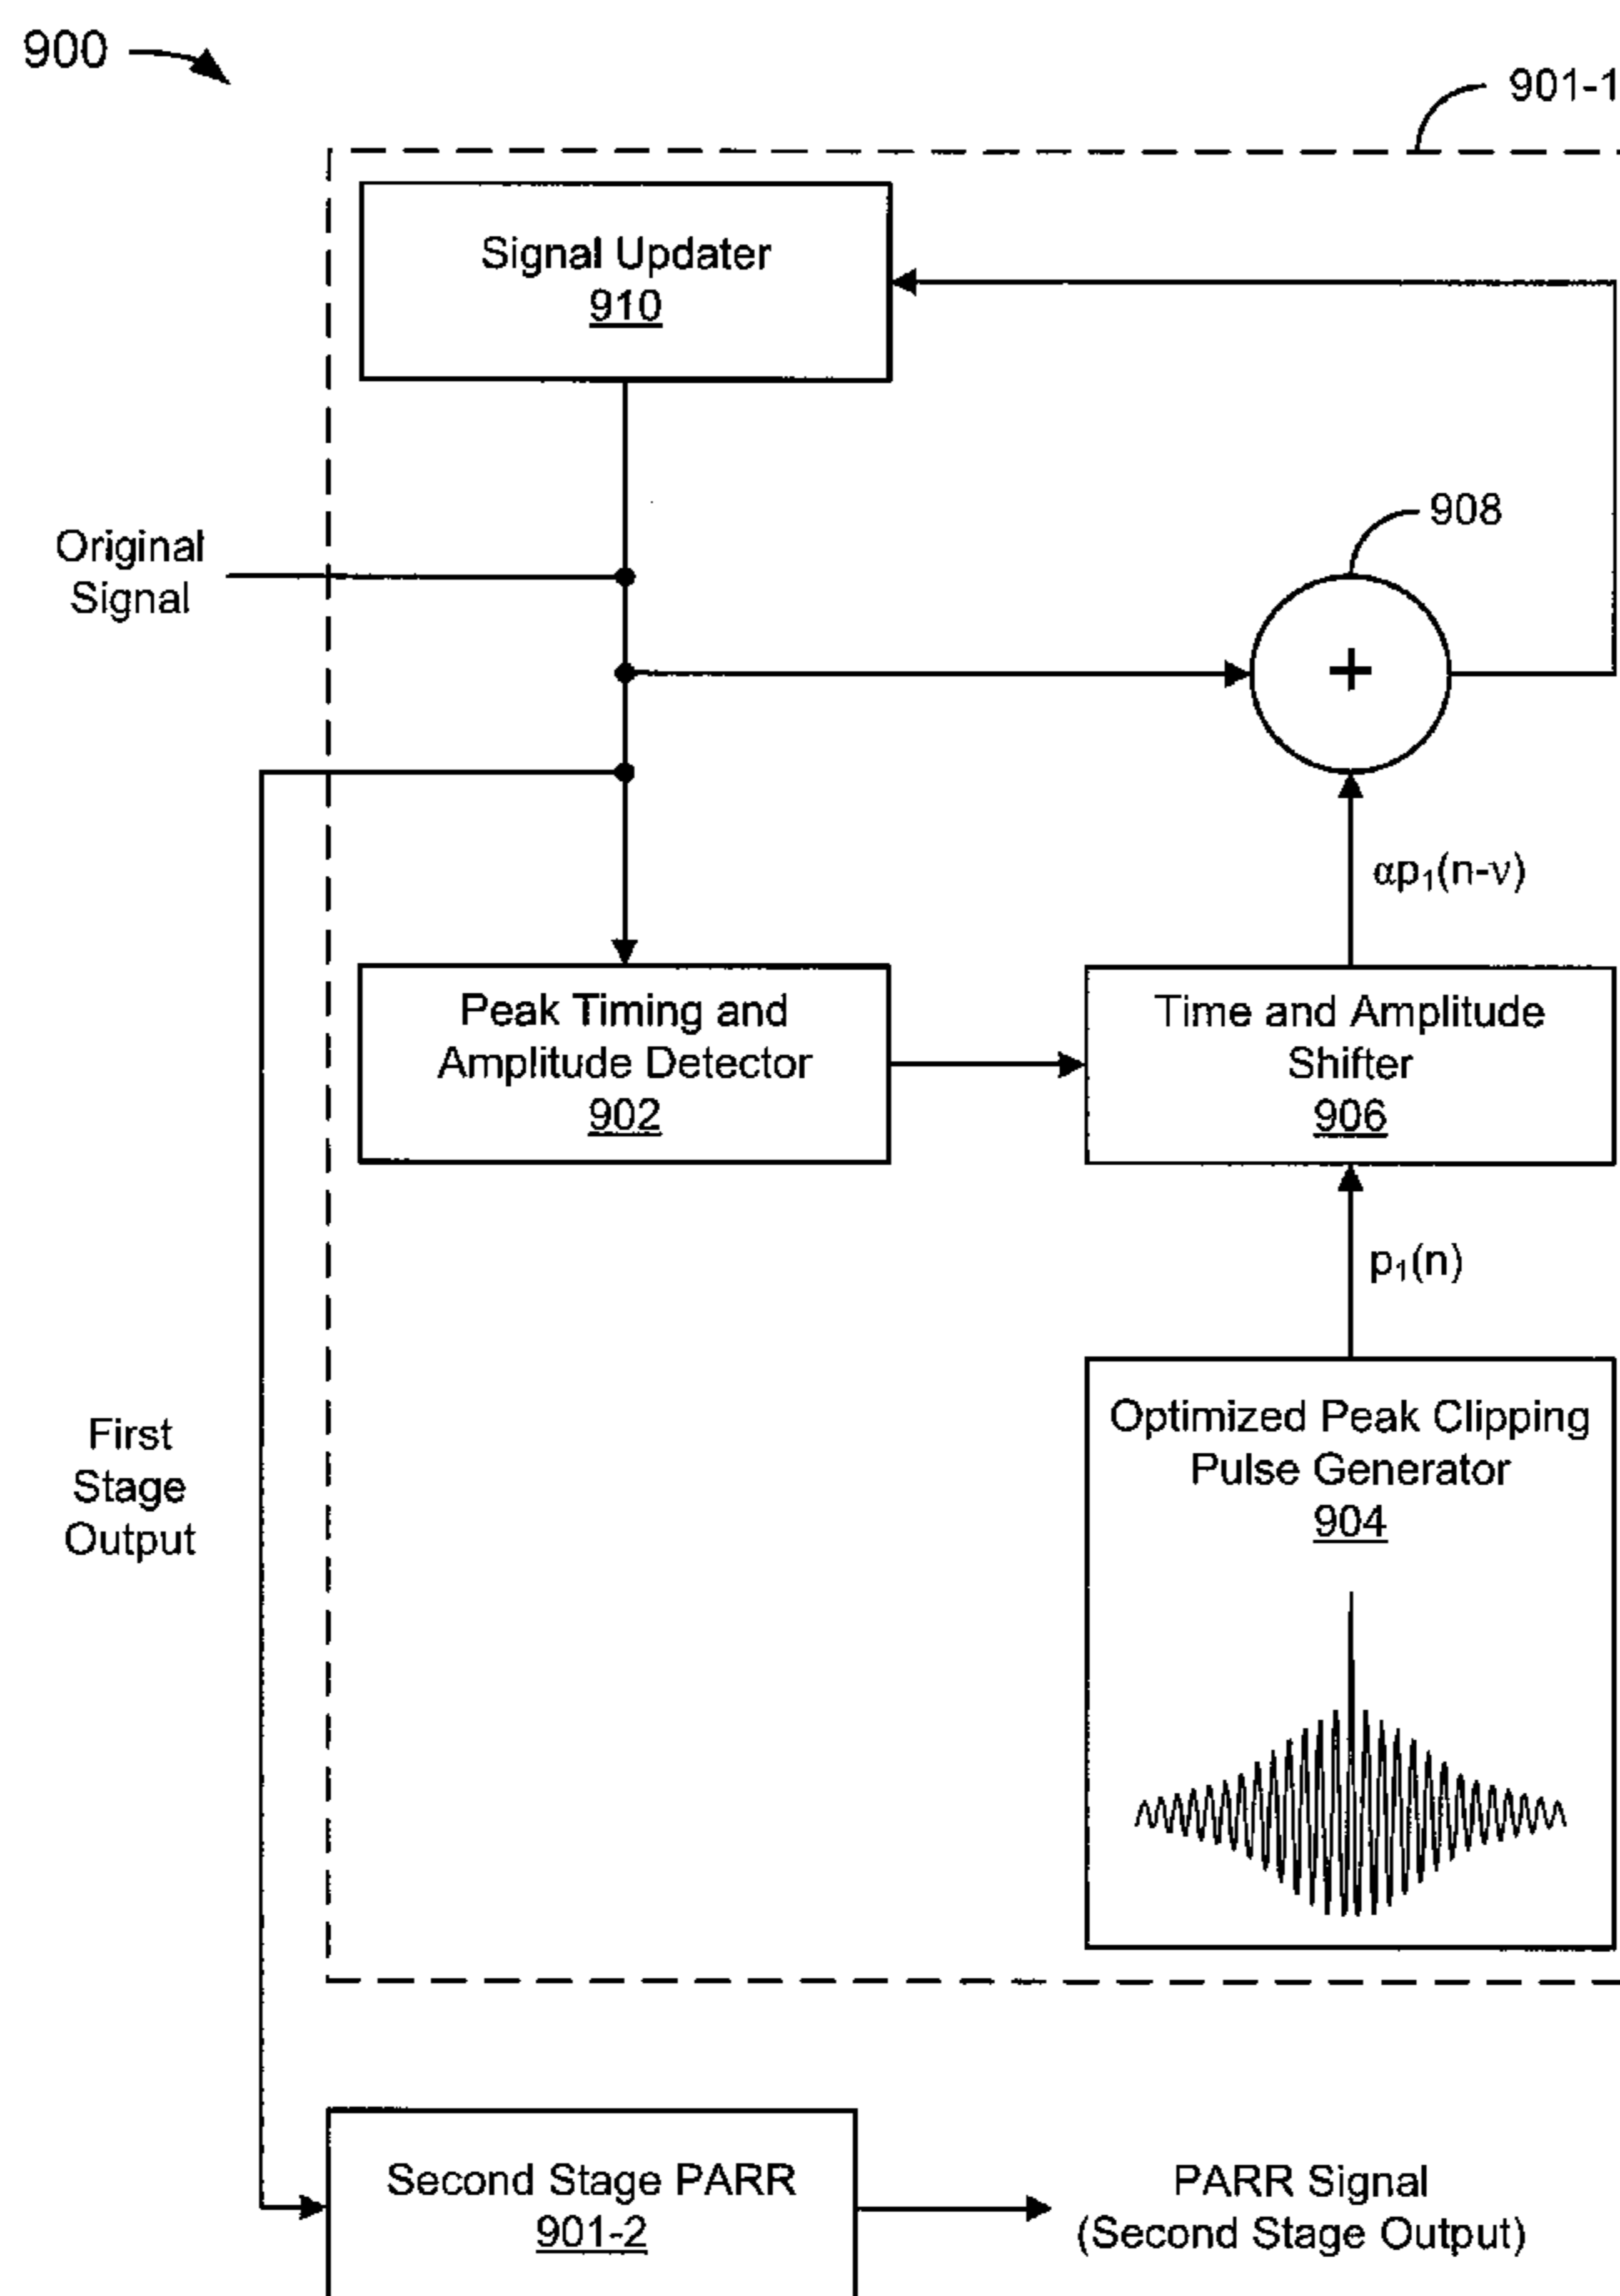 900
901-1
Signal Updater
910
908
Original
Signal
+
αp₁(n-ν)
Peak Timing and
Amplitude Detector
902
Time and Amplitude
Shifter
906
p₁(n)
First
Stage
Output
Optimized Peak Clipping
Pulse Generator
904
Second Stage PARR
901-2
PARR Signal
(Second Stage Output)